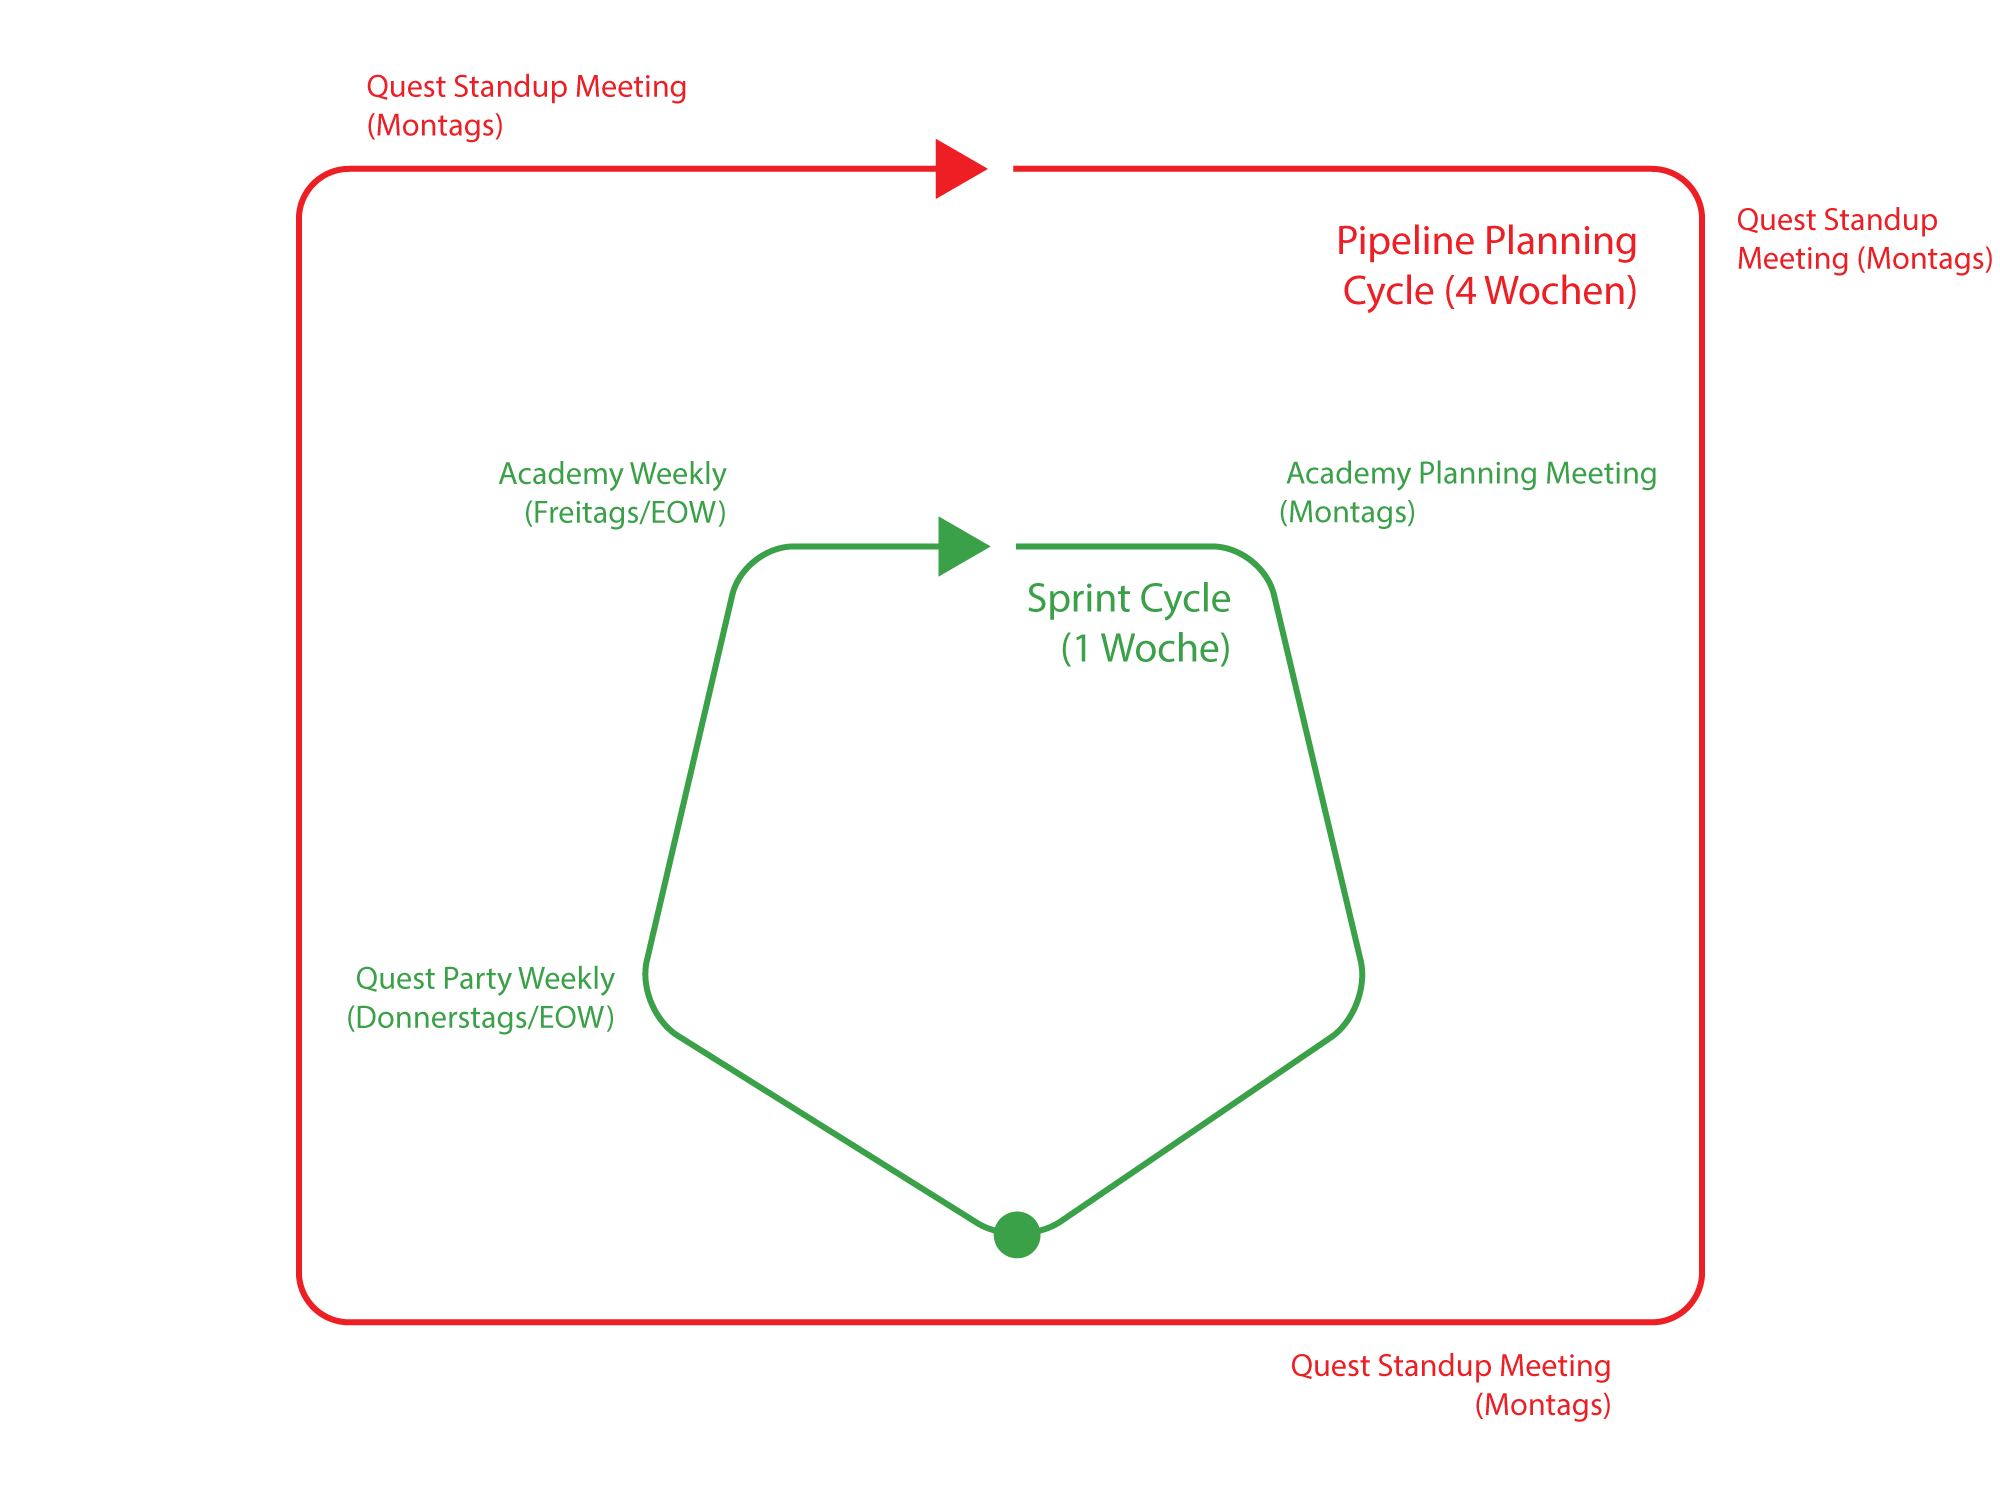 Quest Standup Meeting
(Montags)
Quest Standup
Meeting (Montags)
Pipeline Planning
Cycle (4 Wochen)
Academy Weekly
(Freitags/EOW)
Academy Planning Meeting
(Montags)
Sprint Cycle
(1 Woche)
Quest Party Weekly
(Donnerstags/EOW)
Quest Standup Meeting
(Montags)